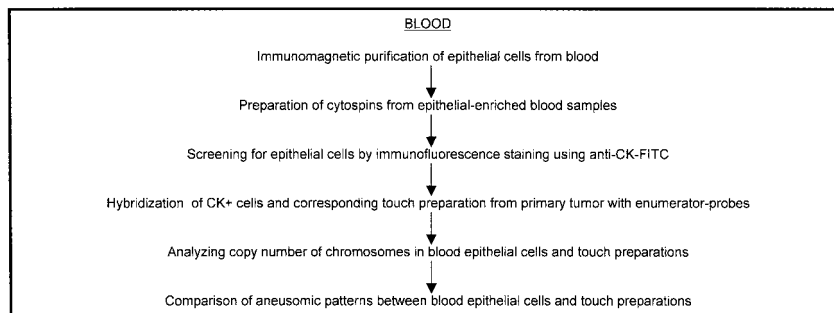 BLOOD
Immunomagnetic purification of epithelial cells from blood
Preparation of cytospins from epithelial-enriched blood samples
Screening for epithelial cells by immunofluorescence staining using anti-CK-FITC
Hybridization of CK+ cells and corresponding touch preparation from primary tumor with enumerator-probes
Analyzing copy number of chromosomes in blood epithelial cells and touch preparations
Comparison of aneusomic patterns between blood epithelial cells and touch preparations